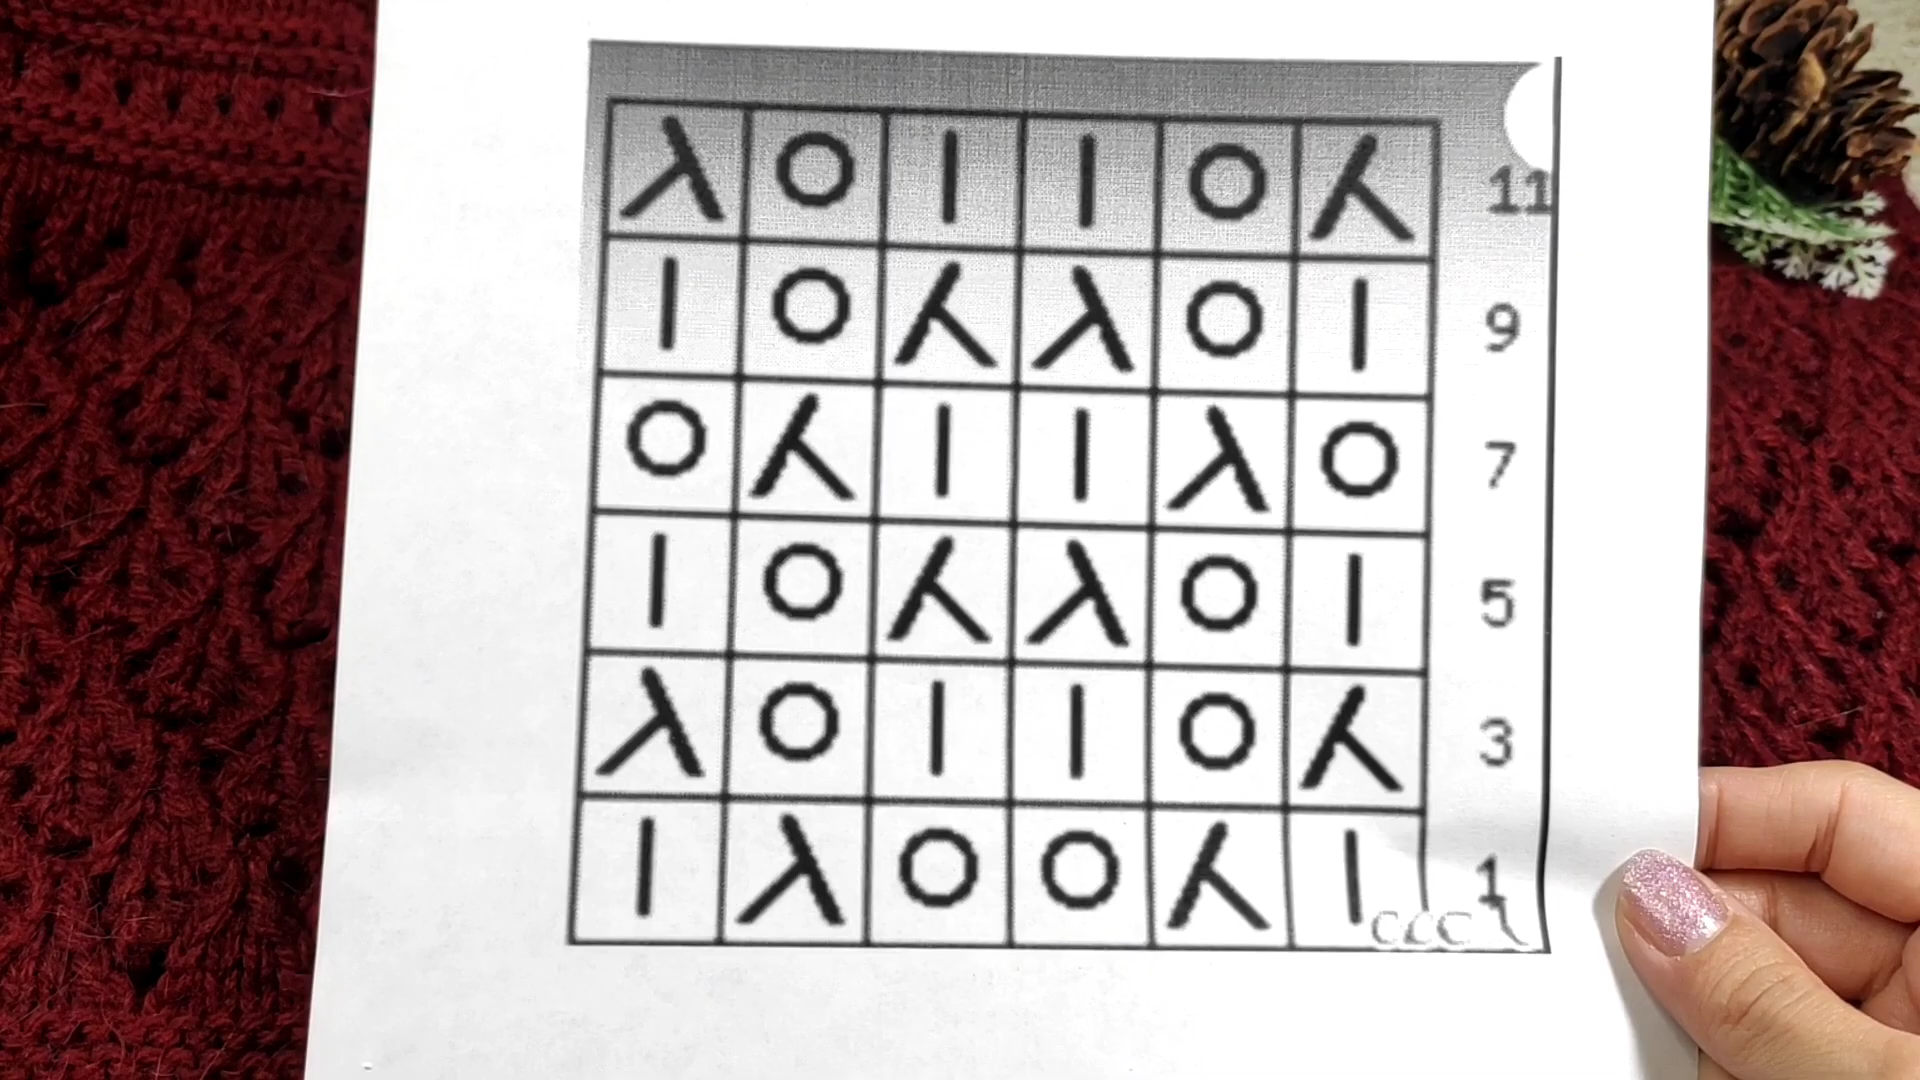 λ O I I O ⅄ 11
I O ⅄ λ O I 9
O ⅄ I I λ O 7
I O ⅄ λ O I 5
λ O I I O ⅄ 3
I λ O O ⅄ I 1